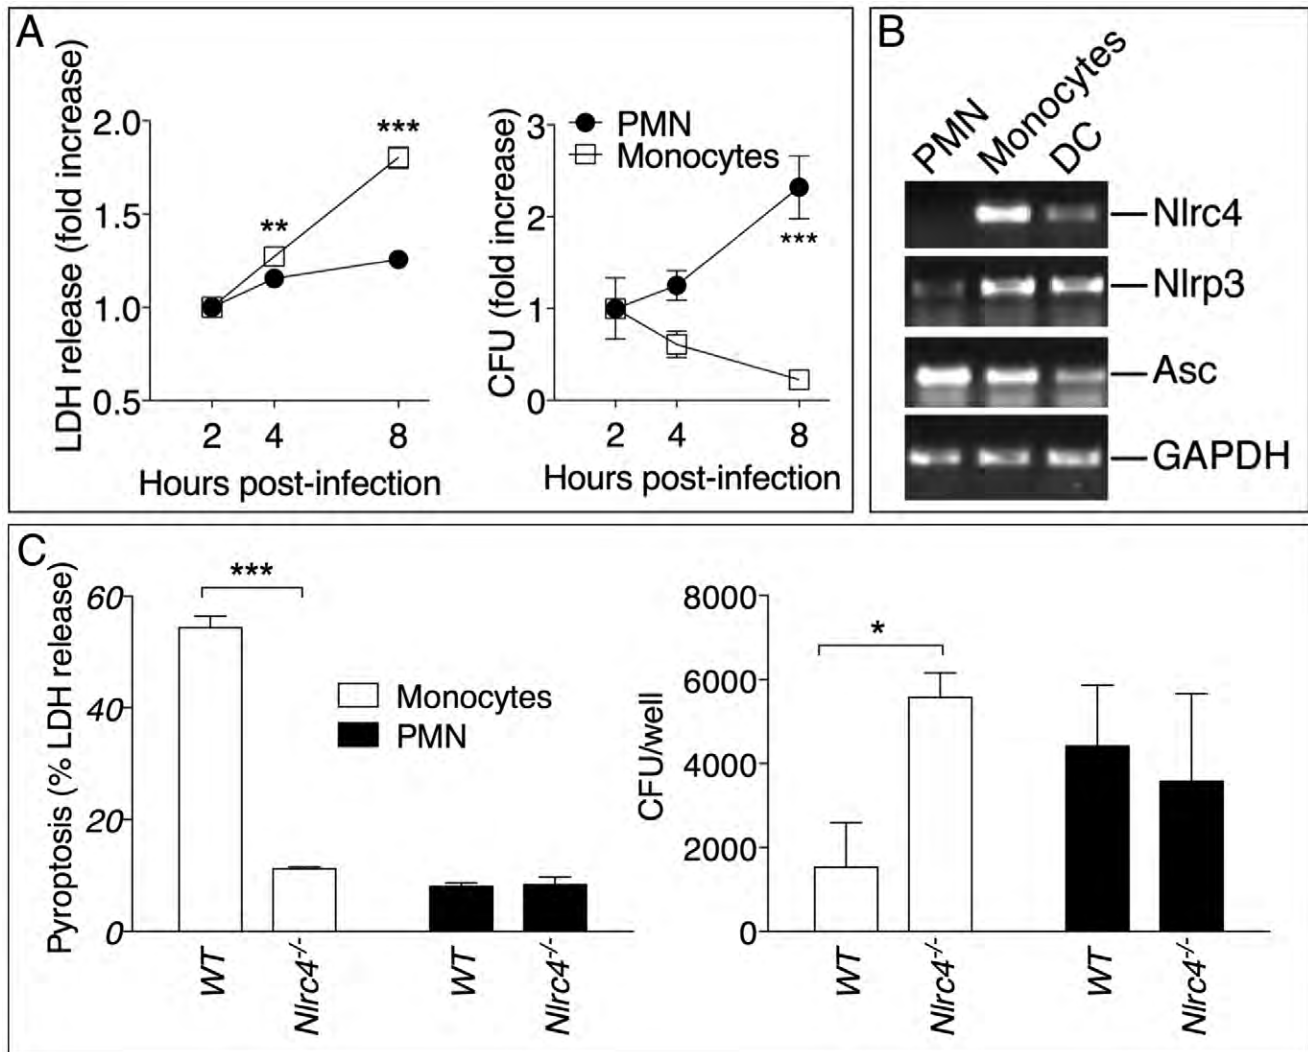 A
LDH release (fold increase)
2.0
1.5
1.0
0.5
**
***
2
4
8
Hours post-infection
CFU (fold increase)
3
2
1
0
PMN
Monocytes
***
2
4
8
Hours post-infection
B
PMN
Monocytes
DC
Nlrc4
Nlrp3
Asc
GAPDH
C
Pyroptosis (% LDH release)
60
40
20
0
***
Monocytes
PMN
WT
Nlrc4-/-
WT
Nlrc4-/-
CFU/well
8000
6000
4000
2000
0
*
WT
Nlrc4-/-
WT
Nlrc4-/-